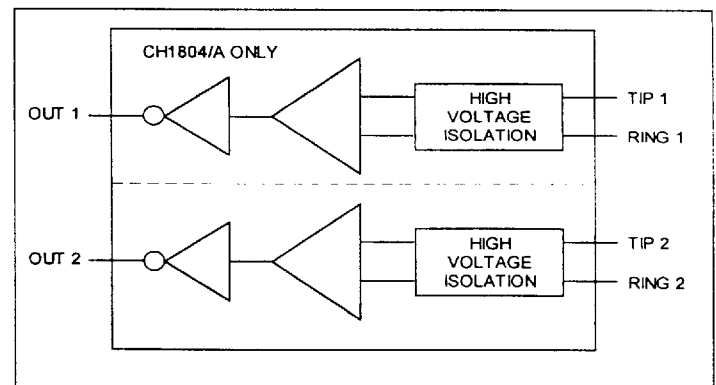 CH1804/A ONLY
OUT 1
HIGH
VOLTAGE
ISOLATION
TIP 1
RING 1
OUT 2
HIGH
VOLTAGE
ISOLATION
TIP 2
RING 2